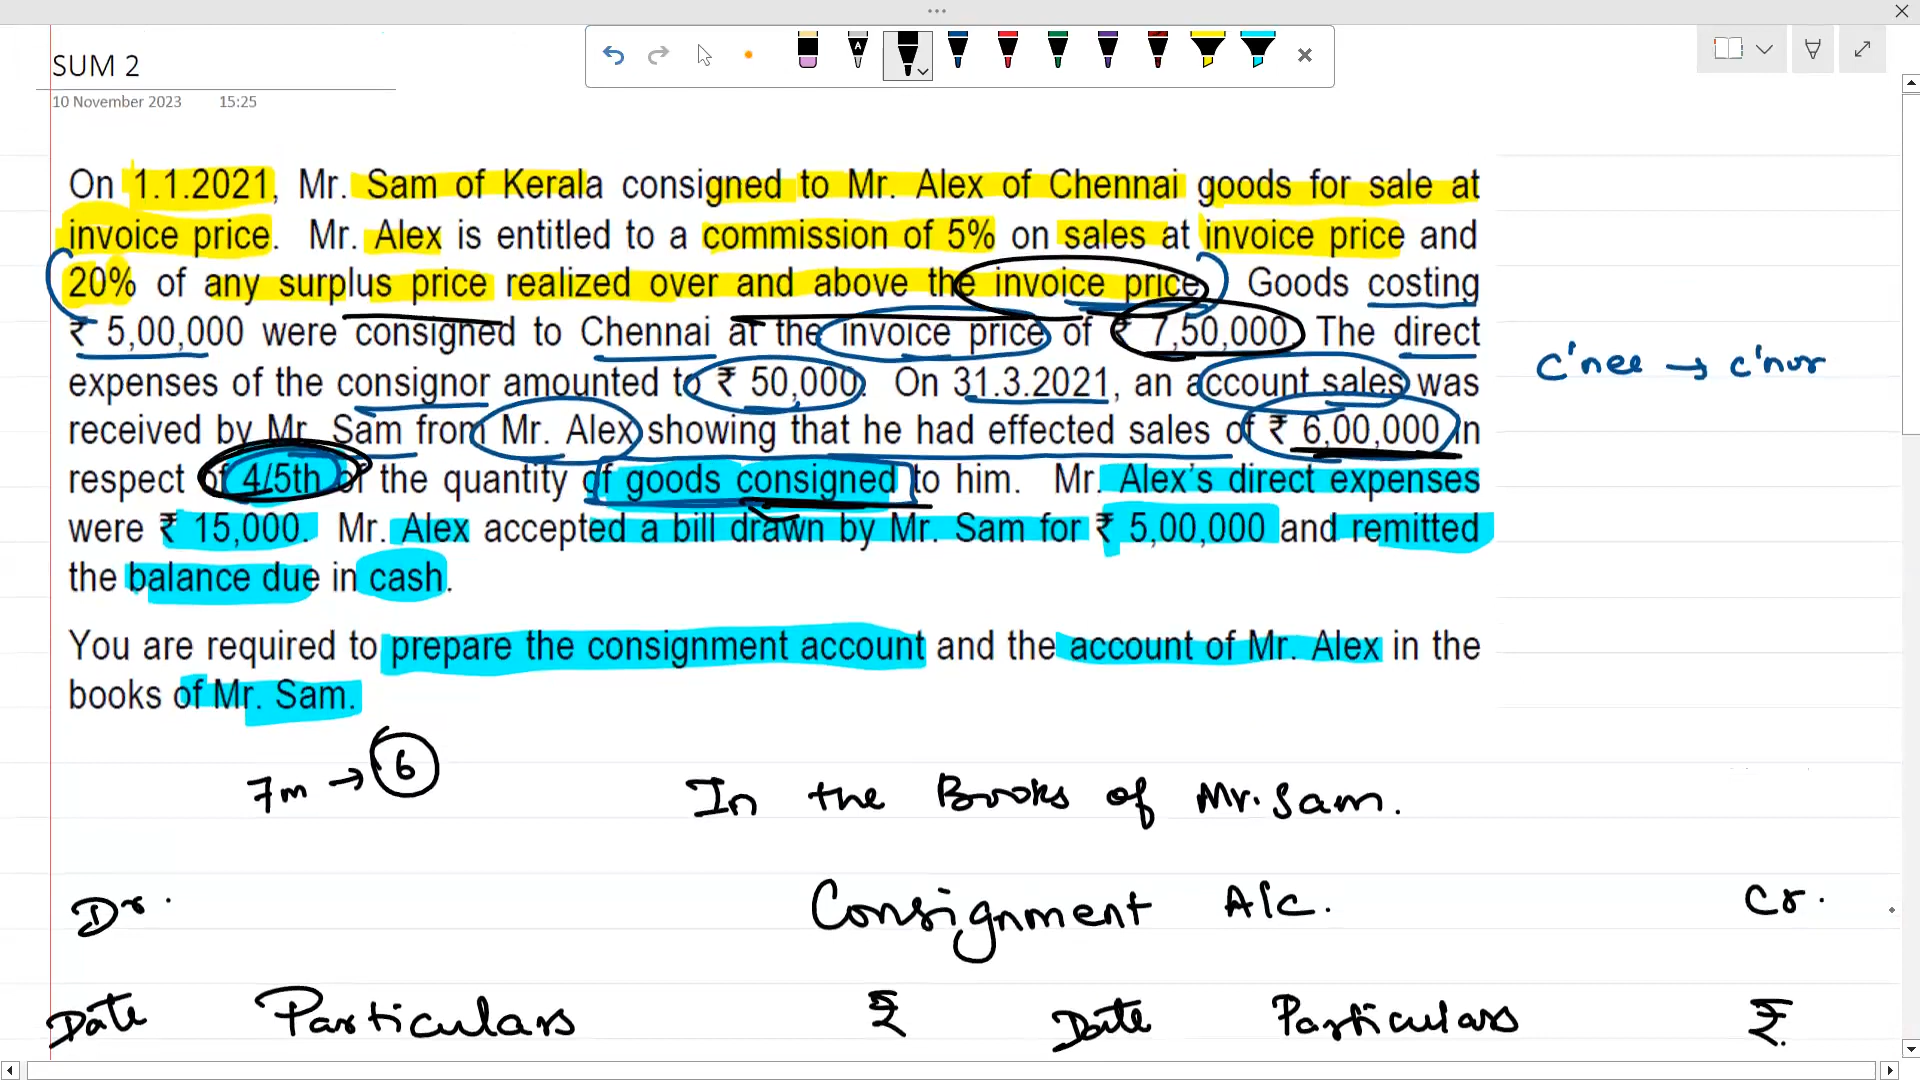 SUM 2
10 November 2023 15:25
On 1.1.2021, Mr. Sam of Kerala consigned to Mr. Alex of Chennai goods for sale at
invoice price. Mr. Alex is entitled to a commission of 5% on sales at invoice price and
20% of any surplus price realized over and above the invoice price. Goods costing
₹ 5,00,000 were consigned to Chennai at the invoice price of ₹ 7,50,000. The direct
expenses of the consignor amounted to ₹ 50,000. On 31.3.2021, an account sales was
received by Mr. Sam from Mr. Alex showing that he had effected sales of ₹ 6,00,000 in
respect of 4/5th of the quantity of goods consigned to him. Mr. Alex's direct expenses
were ₹ 15,000. Mr. Alex accepted a bill drawn by Mr. Sam for ₹ 5,00,000 and remitted
the balance due in cash.
c'nee → c'nor
You are required to prepare the consignment account and the account of Mr. Alex in the
books of Mr. Sam.
7m → 6
In the Books of Mr. Sam.
Dr. Consignment A/c. Cr.
Date Particulars ₹ Date Particulars ₹